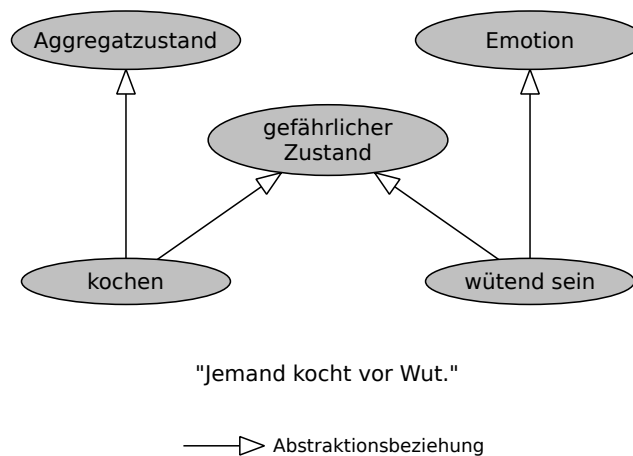 Aggregatzustand
Emotion
gefährlicher
Zustand
kochen
wütend sein
"Jemand kocht vor Wut."
Abstraktionsbeziehung